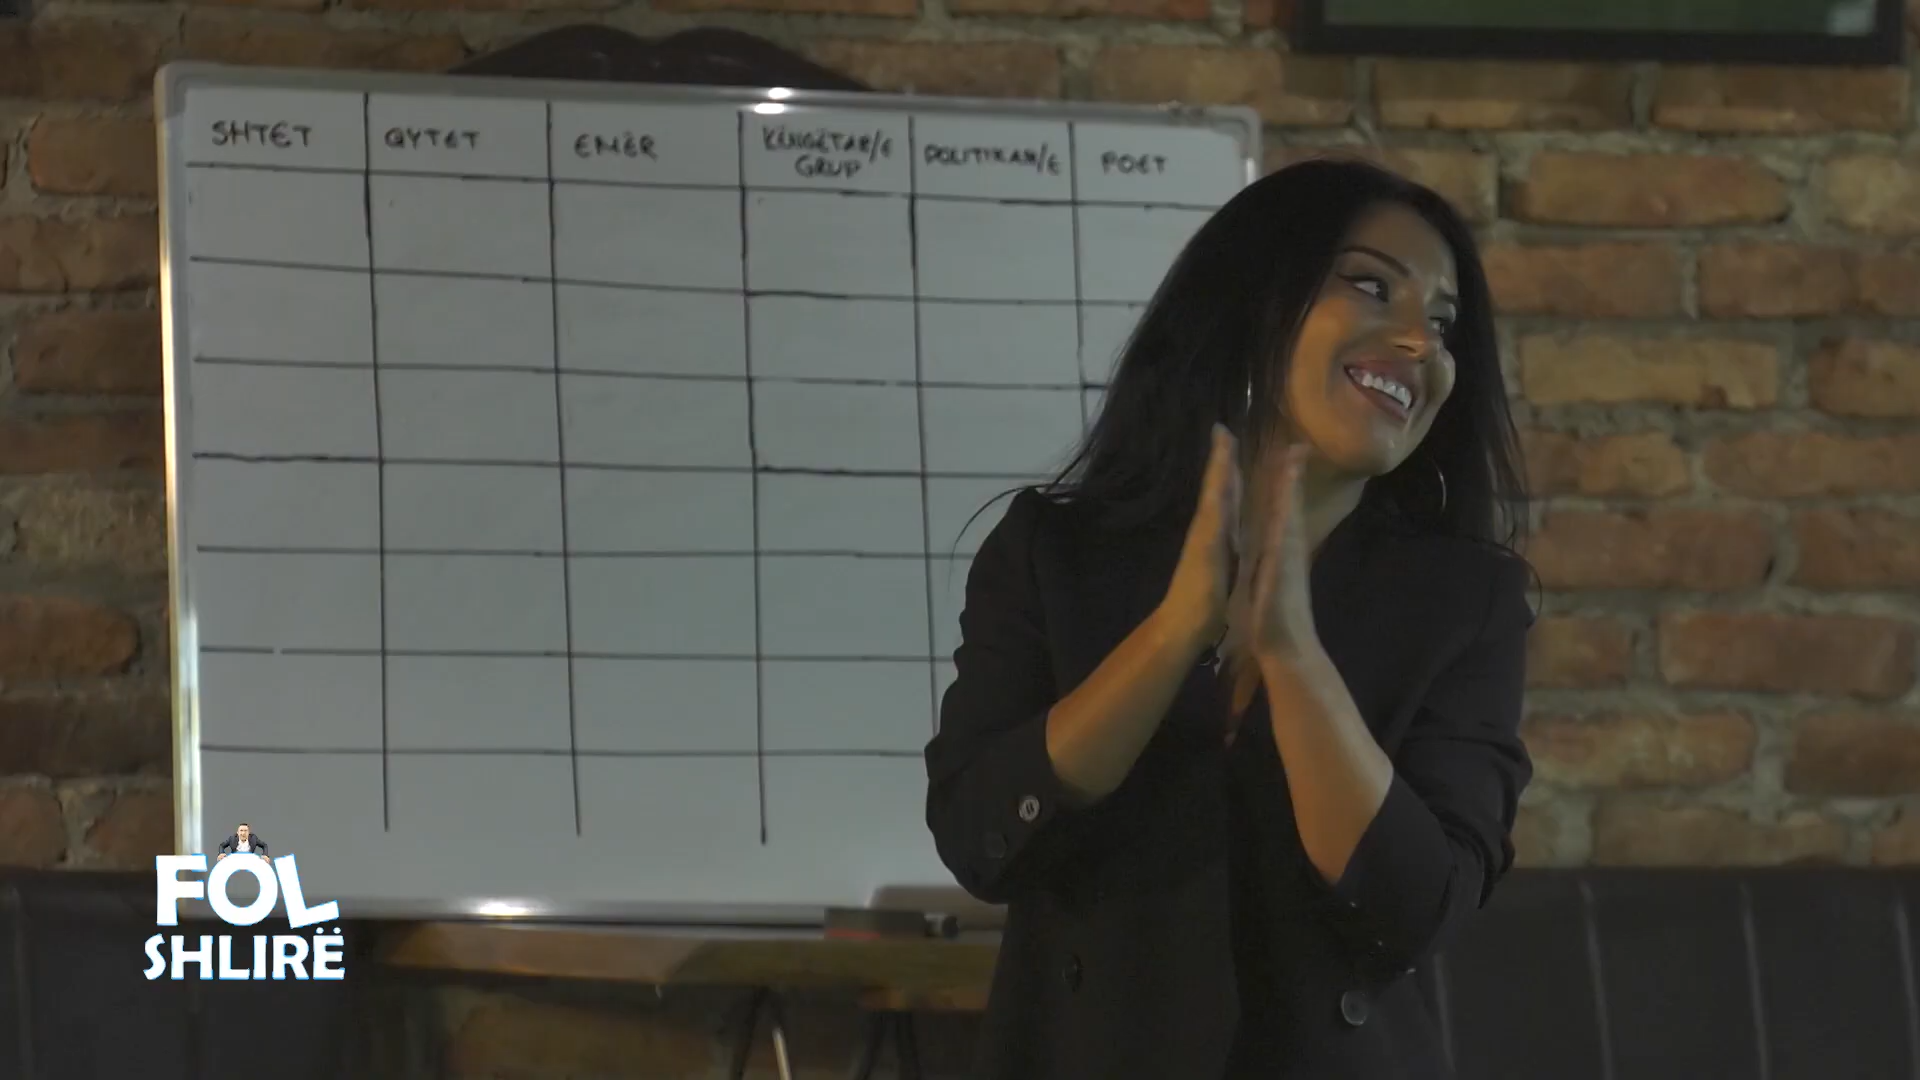 SHTET
QYTET
EMËR
KËNGËTAR/E
GRUP
POLITIKAN/E
POET
FOL
SHLIRË